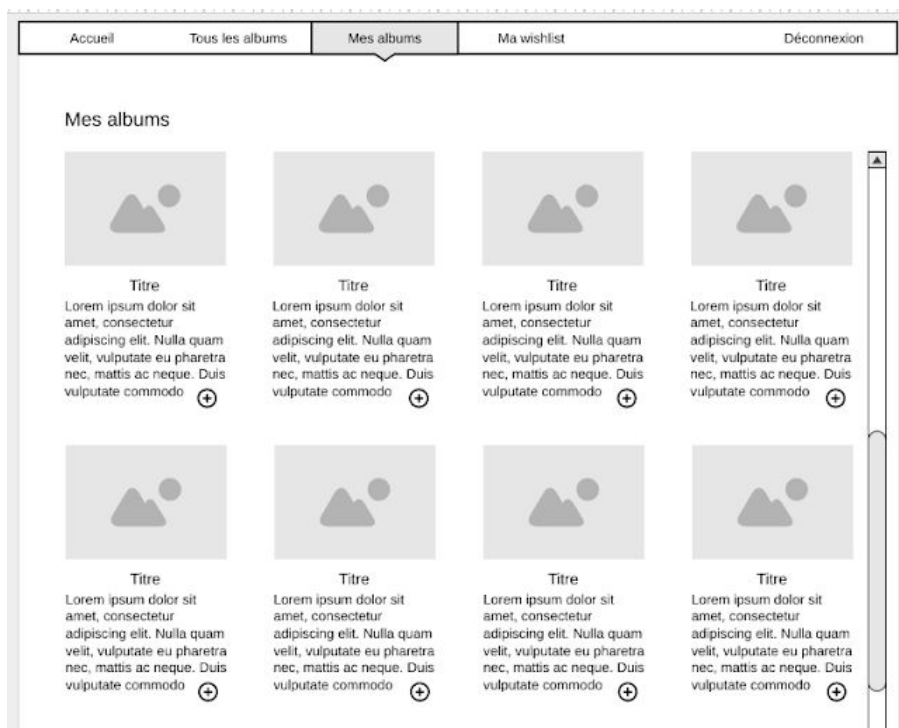 Accueil Tous les albums Mes albums Ma wishlist Déconnexion
Mes albums
Titre
Lorem ipsum dolor sit
amet, consectetur
adipiscing elit. Nulla quam
velit, vulputate eu pharetra
nec, mattis ac neque. Duis
vulputate commodo
Titre
Lorem ipsum dolor sit
amet, consectetur
adipiscing elit. Nulla quam
velit, vulputate eu pharetra
nec, mattis ac neque. Duis
vulputate commodo
Titre
Lorem ipsum dolor sit
amet, consectetur
adipiscing elit. Nulla quam
velit, vulputate eu pharetra
nec, mattis ac neque. Duis
vulputate commodo
Titre
Lorem ipsum dolor sit
amet, consectetur
adipiscing elit. Nulla quam
velit, vulputate eu pharetra
nec, mattis ac neque. Duis
vulputate commodo
Titre
Lorem ipsum dolor sit
amet, consectetur
adipiscing elit. Nulla quam
velit, vulputate eu pharetra
nec, mattis ac neque. Duis
vulputate commodo
Titre
Lorem ipsum dolor sit
amet, consectetur
adipiscing elit. Nulla quam
velit, vulputate eu pharetra
nec, mattis ac neque. Duis
vulputate commodo
Titre
Lorem ipsum dolor sit
amet, consectetur
adipiscing elit. Nulla quam
velit, vulputate eu pharetra
nec, mattis ac neque. Duis
vulputate commodo
Titre
Lorem ipsum dolor sit
amet, consectetur
adipiscing elit. Nulla quam
velit, vulputate eu pharetra
nec, mattis ac neque. Duis
vulputate commodo